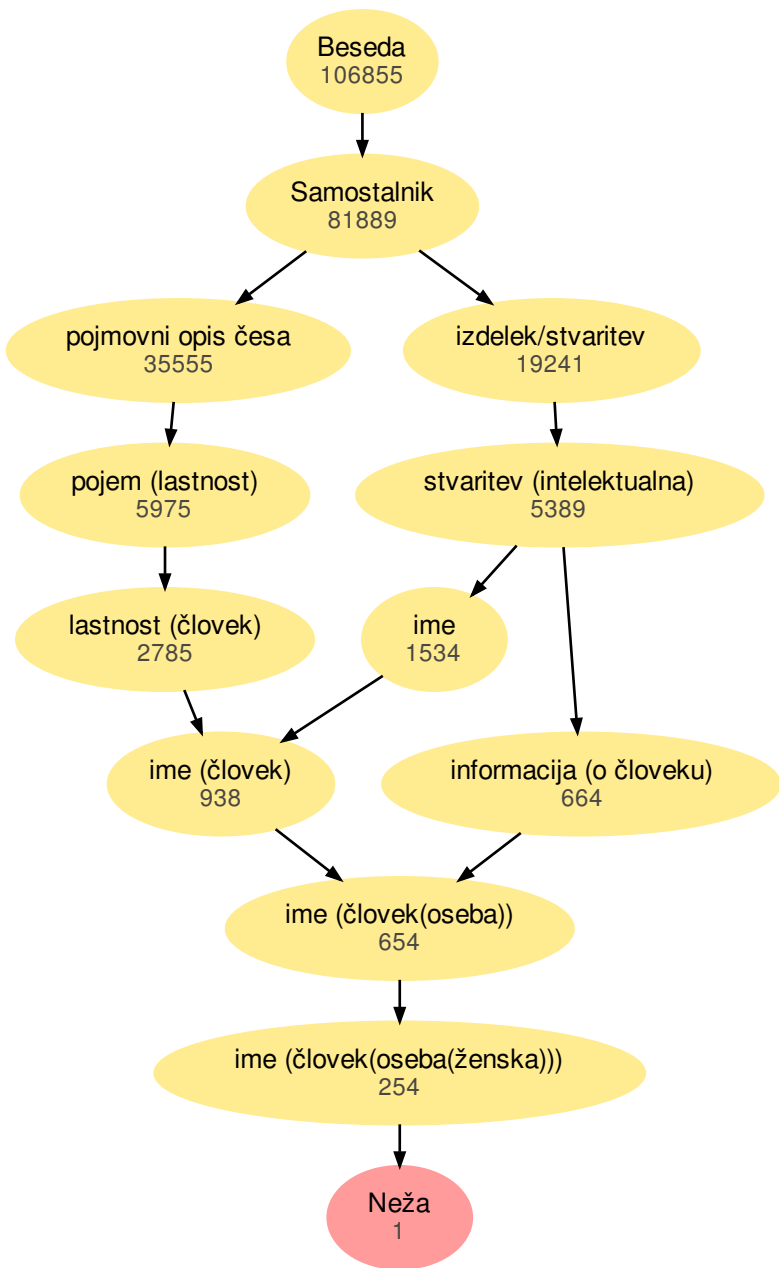 Beseda
106855
Samostalnik
81889
pojmovni opis česa
35555
izdelek/stvaritev
19241
pojem (lastnost)
5975
stvaritev (intelektualna)
5389
lastnost (človek)
2785
ime
1534
ime (človek)
938
informacija (o človeku)
664
ime (človek(oseba))
654
ime (človek(oseba(ženska)))
254
Neža
1